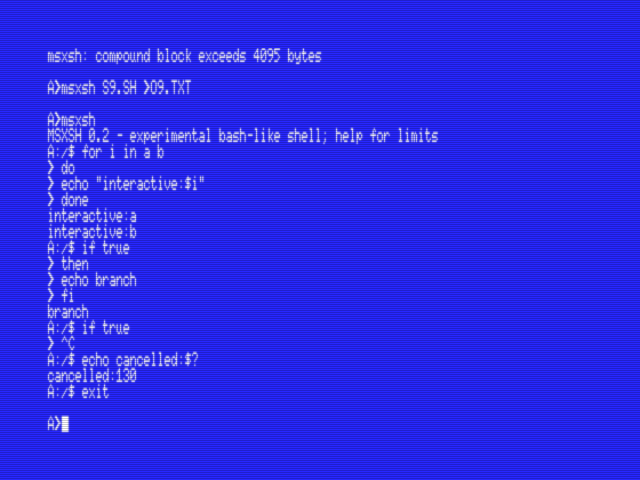 msxsh: compound block exceeds 4095 bytes
A>msxsh S9.SH >O9.TXT
A>msxsh
MSXSH 0.2 - experimental bash-like shell; help for limits
A:/$ for i in a b
> do
> echo "interactive:$i"
> done
interactive:a
interactive:b
A:/$ if true
> then
> echo branch
> fi
branch
A:/$ if true
> ^C
A:/$ echo cancelled:$?
cancelled:130
A:/$ exit
A>